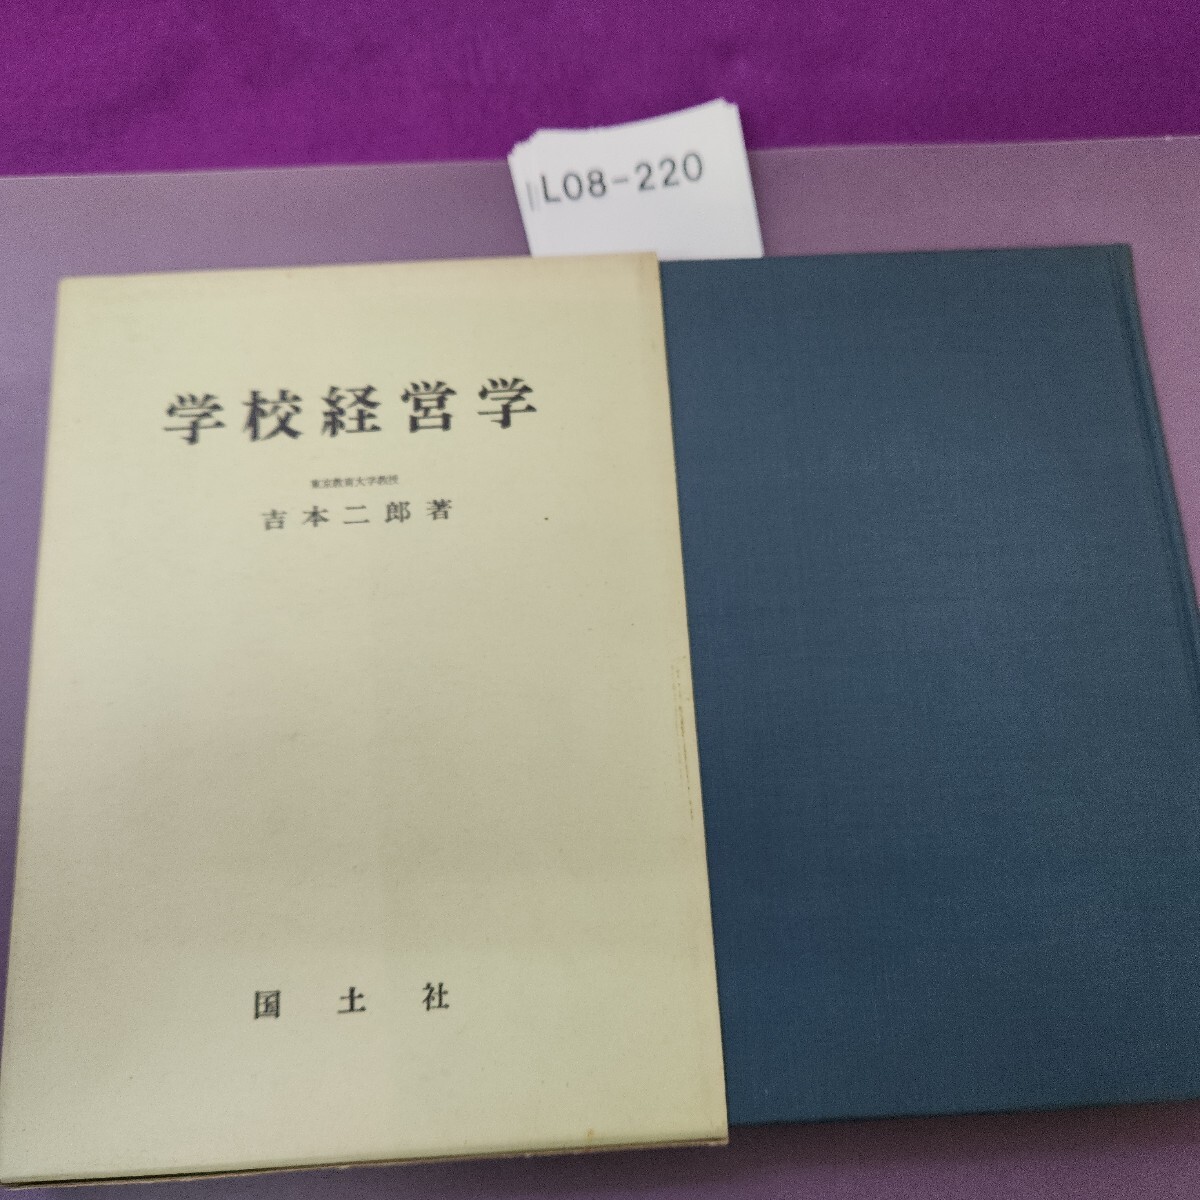 L08-220
学校経営学
東京教育大学教授
吉本二郎著
国土社